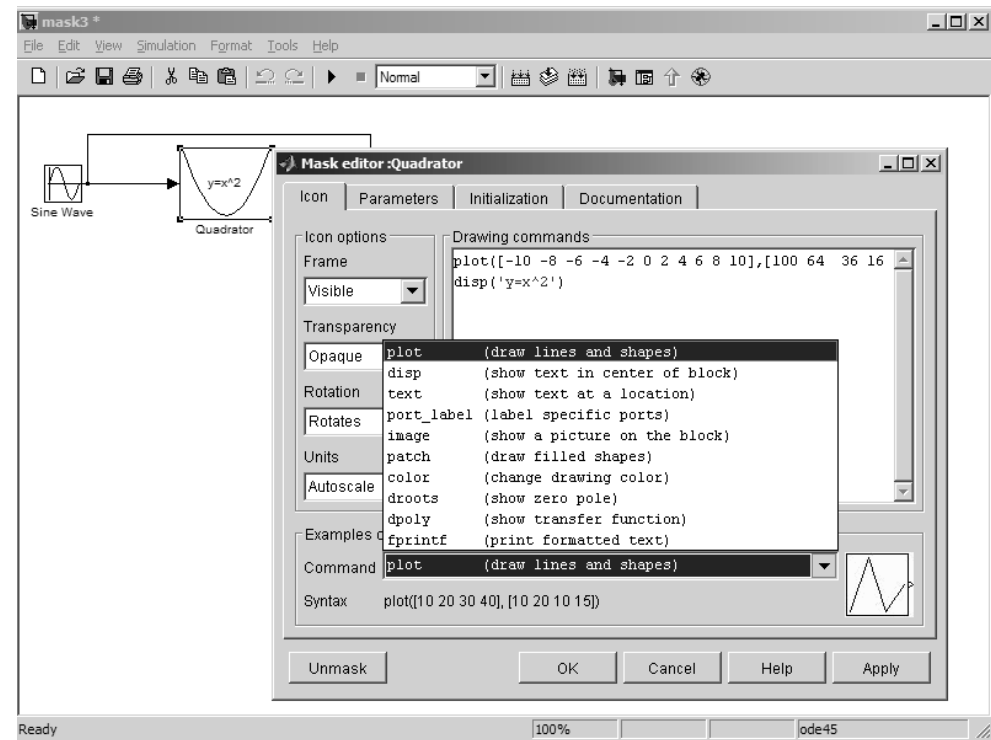 mask3 *
File Edit View Simulation Format Tools Help
Normal
y=x^2
Sine Wave
Quadrator
Mask editor :Quadrator
Icon Parameters Initialization Documentation
Icon options
Drawing commands
Frame
plot([-10 -8 -6 -4 -2 0 2 4 6 8 10],[100 64 36 16
disp('y=x^2')
Visible
Transparency
Opaque
Rotation
Rotates
Units
Autoscale
plot (draw lines and shapes)
disp (show text in center of block)
text (show text at a location)
port_label (label specific ports)
image (show a picture on the block)
patch (draw filled shapes)
color (change drawing color)
droots (show zero pole)
dpoly (show transfer function)
fprintf (print formatted text)
Examples
Command plot (draw lines and shapes)
Syntax plot([10 20 30 40], [10 20 10 15])
Unmask OK Cancel Help Apply
Ready 100% ode45